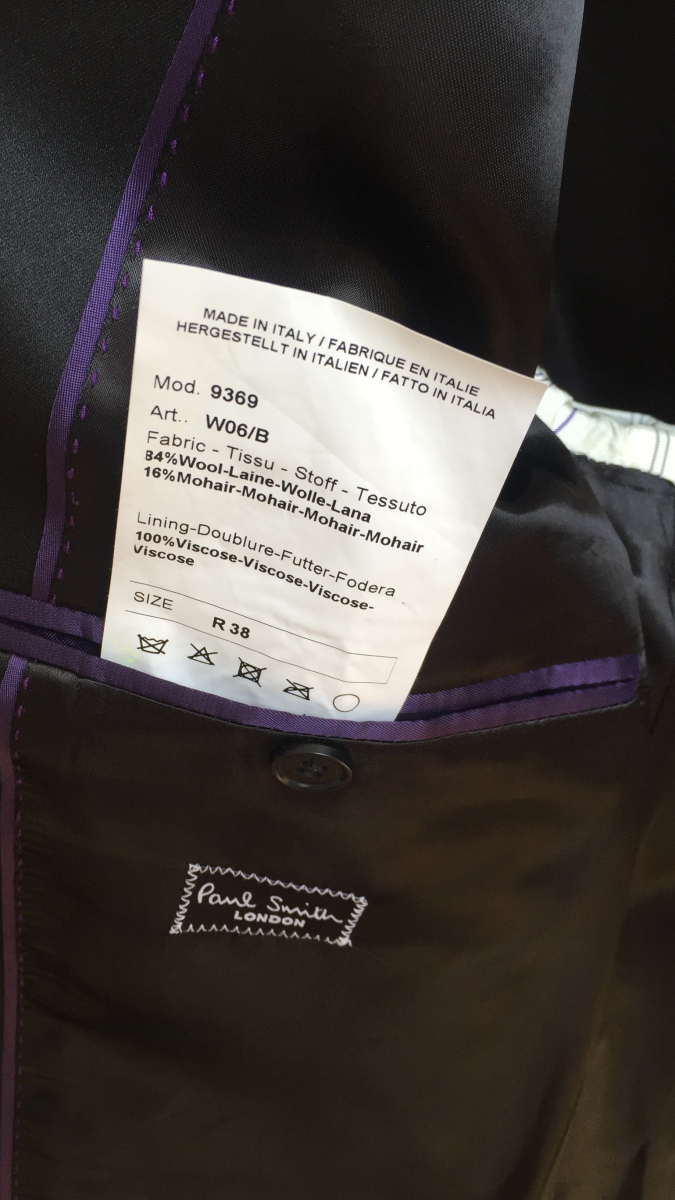 MADE IN ITALY / FABRIQUE EN ITALIE
HERGESTELLT IN ITALIEN / FATTO IN ITALIA
Mod. 9369
Art.. W06/B
Fabric - Tissu - Stoff - Tessuto
84%Wool-Laine-Wolle-Lana
16%Mohair-Mohair-Mohair-Mohair
Lining-Doublure-Futter-Fodera
100%Viscose-Viscose-Viscose-
Viscose
SIZE R 38
Paul Smith
LONDON